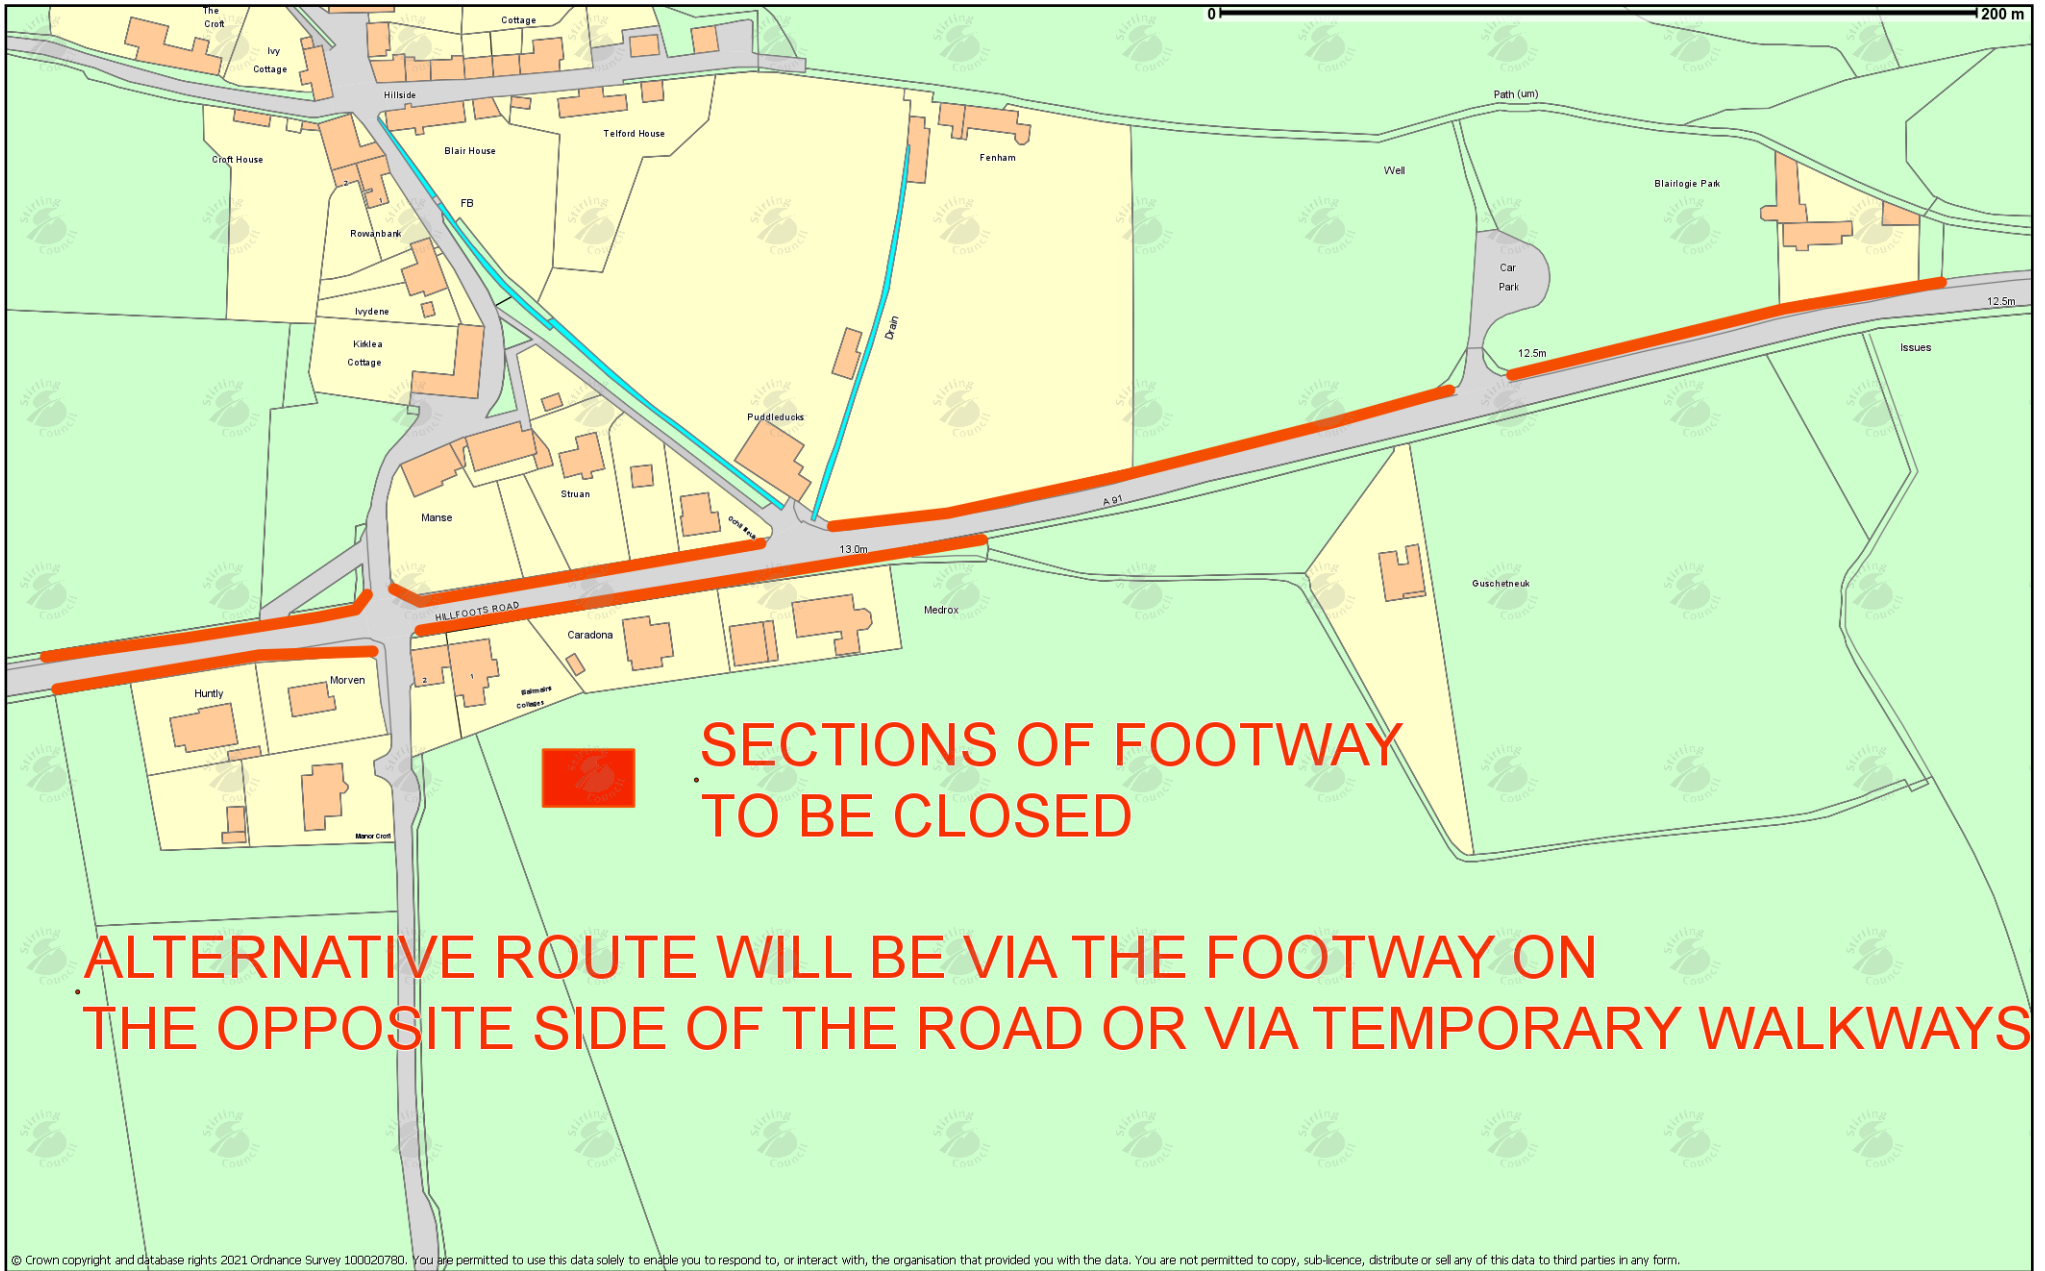 0 200 m
The
Croft
Cottage
Ivy
Cottage
Hillside
Path (um)
Telford House
Blair House
Croft House
Fenham
Well
Blairlogie Park
2
1
FB
Rowanbank
Car
Park
12.5m
Ivydene
Drain
Kirklea
Cottage
12.5m
Issues
Puddleducks
Struan
A 91
Manse
13.0m
Guschetneuk
HILLFOOTS ROAD
Medrox
Caradona
2
1
Morven
Huntly
Balmains
Cottages
SECTIONS OF FOOTWAY
TO BE CLOSED
Manor Croft
ALTERNATIVE ROUTE WILL BE VIA THE FOOTWAY ON
THE OPPOSITE SIDE OF THE ROAD OR VIA TEMPORARY WALKWAYS
Stirling
Council
© Crown copyright and database rights 2021 Ordnance Survey 100020780. You are permitted to use this data solely to enable you to respond to, or interact with, the organisation that provided you with the data. You are not permitted to copy, sub-licence, distribute or sell any of this data to third parties in any form.